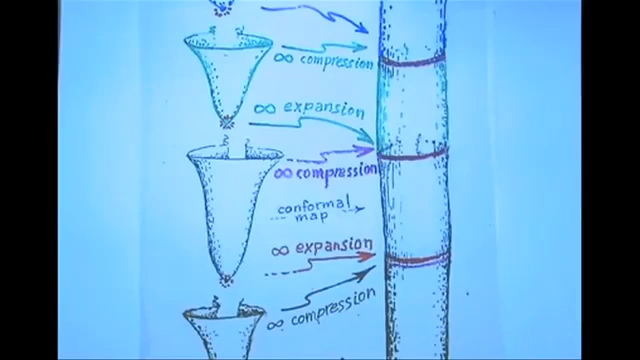 ∞ compression
∞ expansion
∞ compression
conformal
map
∞ expansion
∞ compression